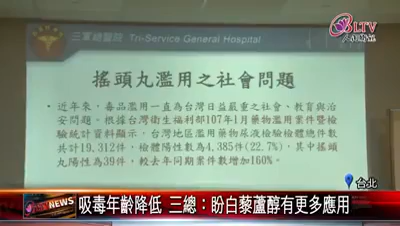 三軍總醫院 Tri-Service General Hospital
BLTV
人間衛視
搖頭丸濫用之社會問題
• 近年來，毒品濫用一直為台灣日益嚴重之社會、教育與治
安問題。根據台灣衛生福利部107年1月藥物濫用案件暨檢
驗統計資料顯示，台灣地區濫用藥物尿液檢驗檢體總件數
共計19,312件，檢體陽性為4,385件(22.7%)，其中搖頭
丸陽性為39件，較去年同期案件數增加160%。
台北
NEWS
吸毒年齡降低 三總：盼白藜蘆醇有更多應用